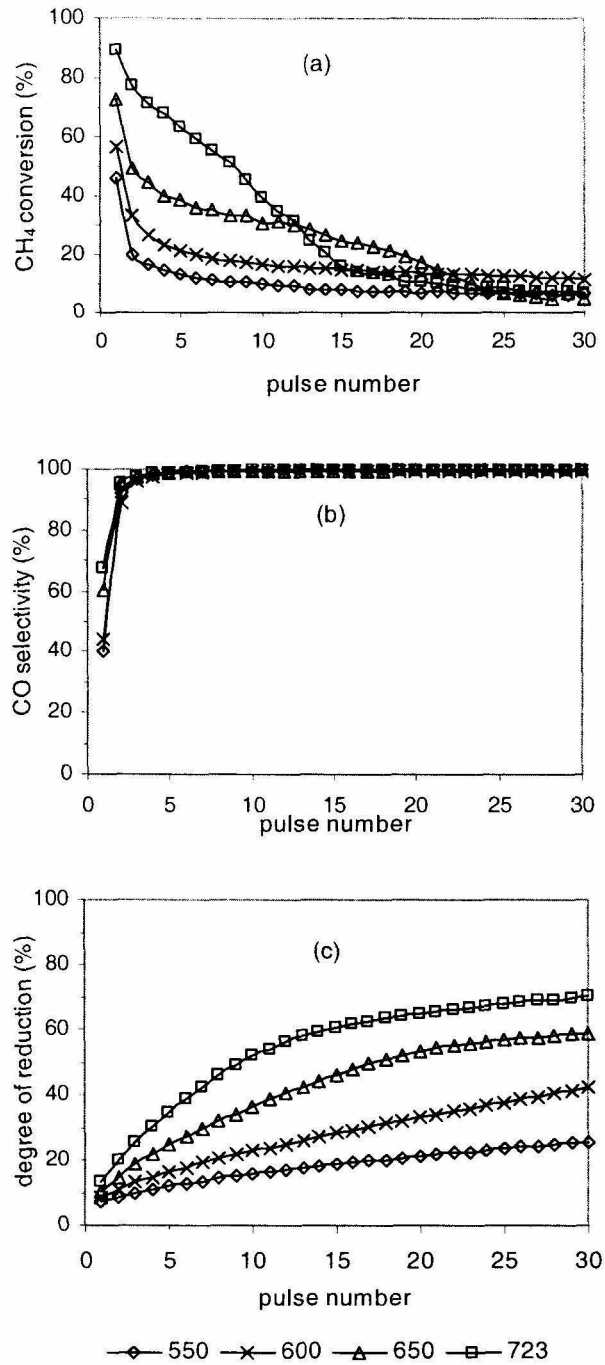 100
80
60
40
20
0
CH₄ conversion (%)
(a)
0 5 10 15 20 25 30
pulse number
100
80
60
40
20
0
CO selectivity (%)
(b)
0 5 10 15 20 25 30
pulse number
100
80
60
40
20
0
degree of reduction (%)
(c)
0 5 10 15 20 25 30
pulse number
550 600 650 723